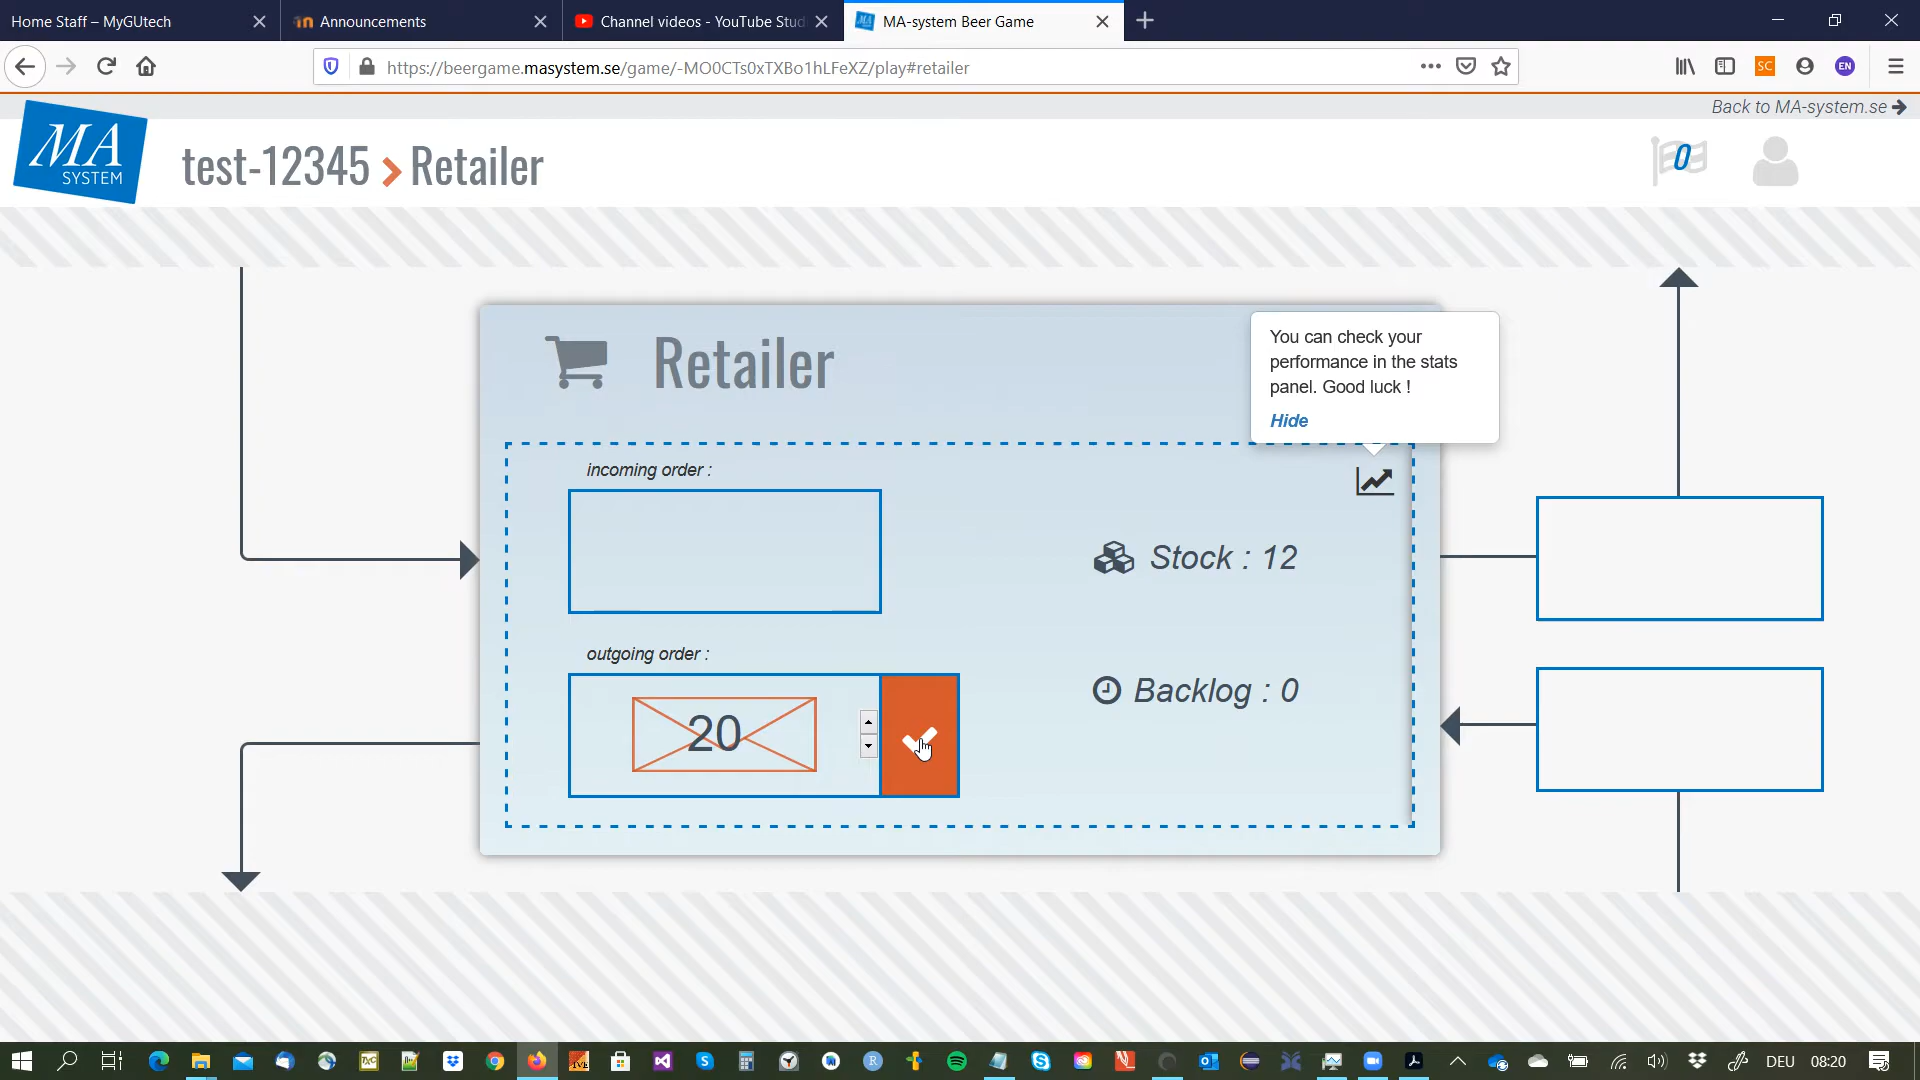 Home Staff – MyGUtech
Announcements
Channel videos - YouTube Stud
MA-system Beer Game
https://beergame.masystem.se/game/-MO0CTs0xTXBo1hLFeXZ/play#retailer
SC
EN
Back to MA-system.se
MA
SYSTEM
test-12345 > Retailer
0
Retailer
You can check your
performance in the stats
panel. Good luck !
Hide
incoming order :
Stock : 12
outgoing order :
20
Backlog : 0
DEU
08:20